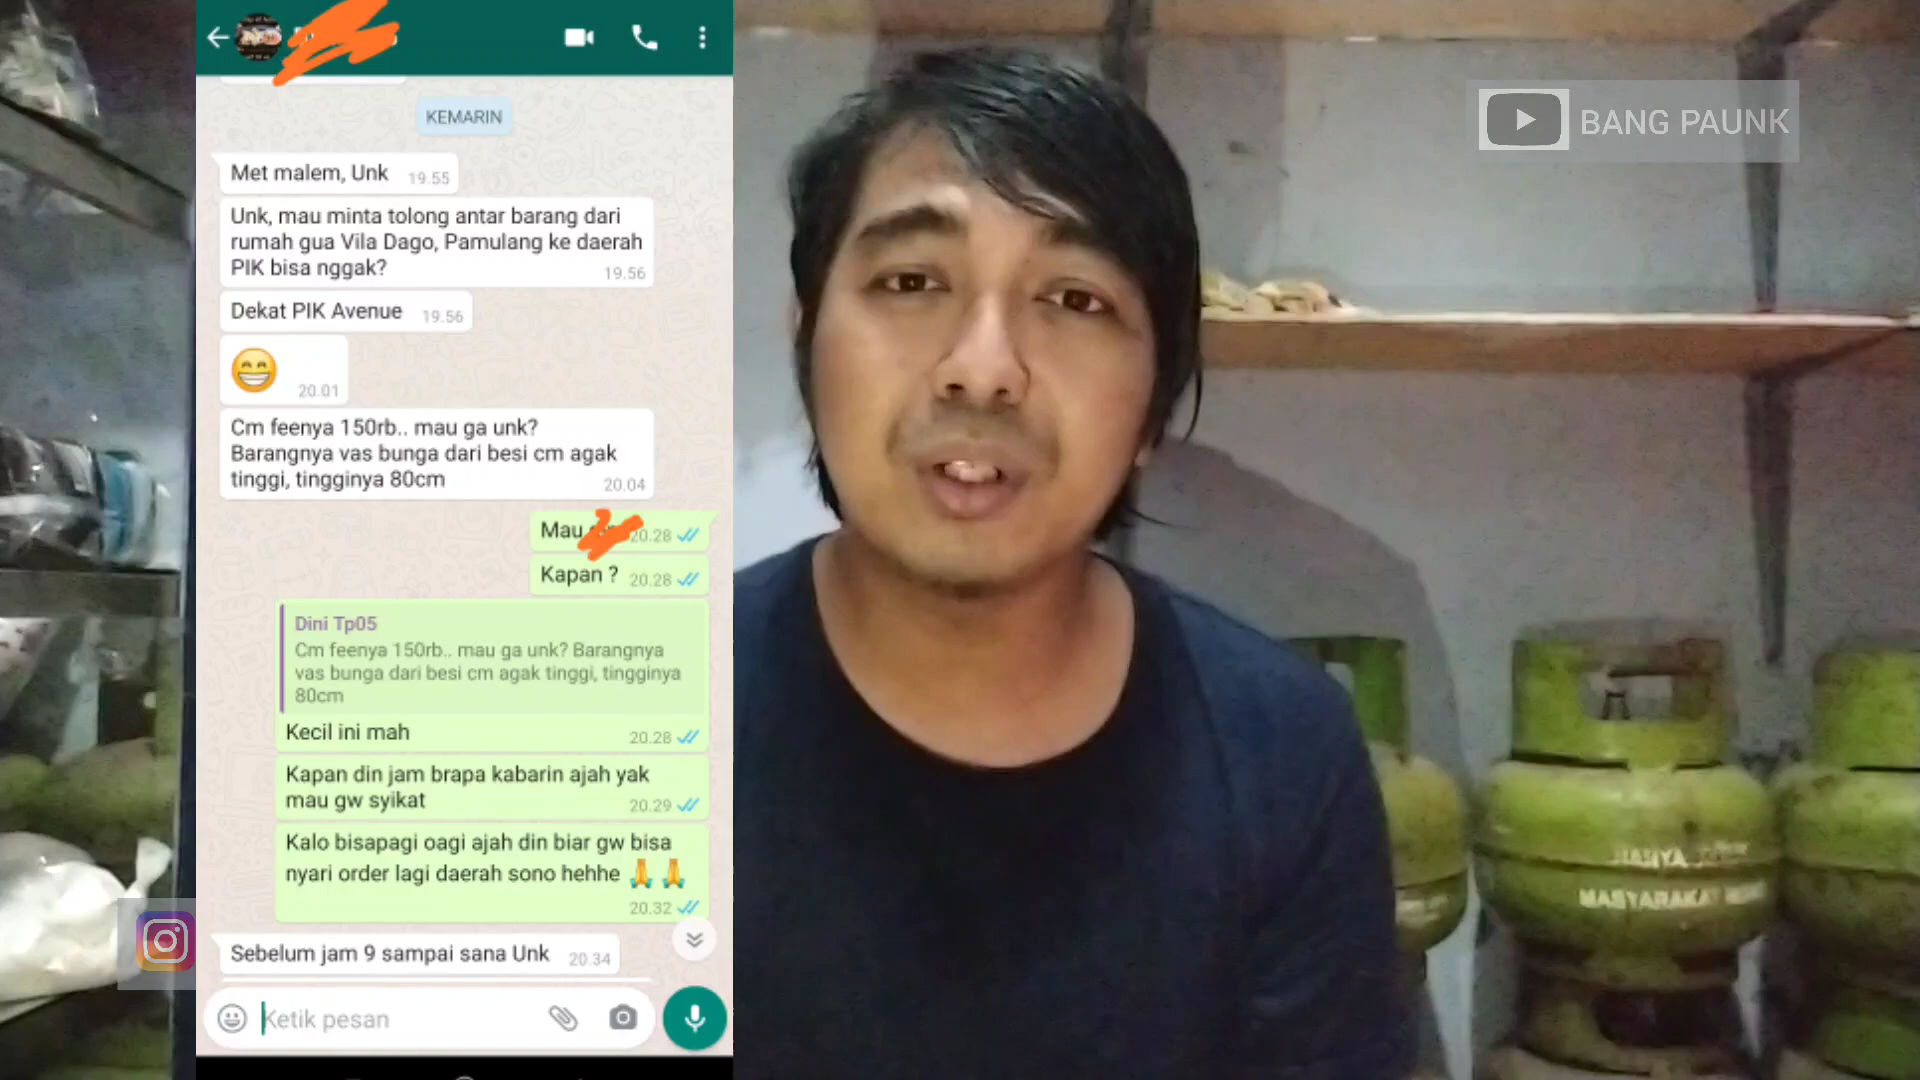 KEMARIN
Met malem, Unk 19.55
Unk, mau minta tolong antar barang dari
rumah gua Vila Dago, Pamulang ke daerah
PIK bisa nggak? 19.56
Dekat PIK Avenue 19.56
20.01
Cm feenya 150rb.. mau ga unk?
Barangnya vas bunga dari besi cm agak
tinggi, tingginya 80cm 20.04
Mau 20.28
Kapan ? 20.28
Dini Tp05
Cm feenya 150rb.. mau ga unk? Barangnya
vas bunga dari besi cm agak tinggi, tingginya
80cm
Kecil ini mah 20.28
Kapan din jam brapa kabarin ajah yak
mau gw syikat 20.29
Kalo bisapagi oagi ajah din biar gw bisa
nyari order lagi daerah sono hehhe
20.32
Sebelum jam 9 sampai sana Unk 20.34
Ketik pesan
BANG PAUNK
HANYA
MASYARAKAT